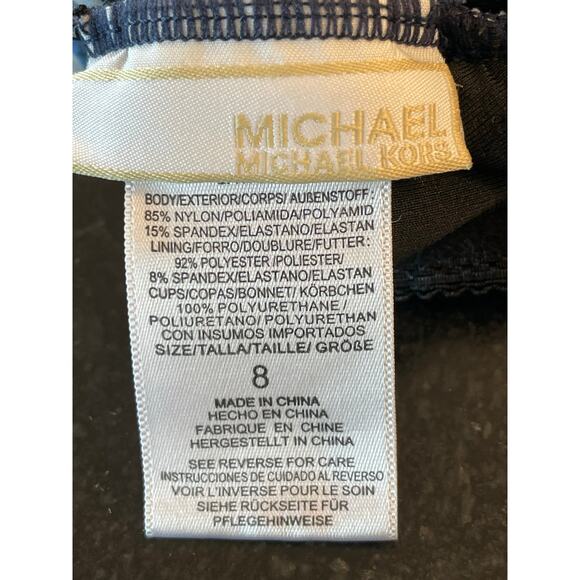 MICHAEL
MICHAEL KORS
BODY/EXTERIOR/CORPS/ AUßENSTOFF
85% NYLON/POLIAMIDA/POLYAMID
15% SPANDEX/ELASTANO/ELASTAN
LINING/FORRO/DOUBLURE/FUTTER:
92% POLYESTER /POLIESTER/
8% SPANDEX/ELASTANO/ELASTAN
CUPS/COPAS/BONNET/ KÖRBCHEN
100% POLYURETHANE /
POLIURETANO/ POLYURETHAN
CON INSUMOS IMPORTADOS
SIZE/TALLA/TAILLE/ GRÖßE
8
MADE IN CHINA
HECHO EN CHINA
FABRIQUE EN CHINE
HERGESTELLT IN CHINA
SEE REVERSE FOR CARE
INSTRUCCIONES DE CUIDADO AL REVERSO
VOIR L'INVERSE POUR LE SOIN
SIEHE RÜCKSEITE FÜR
PFLEGEHINWEISE